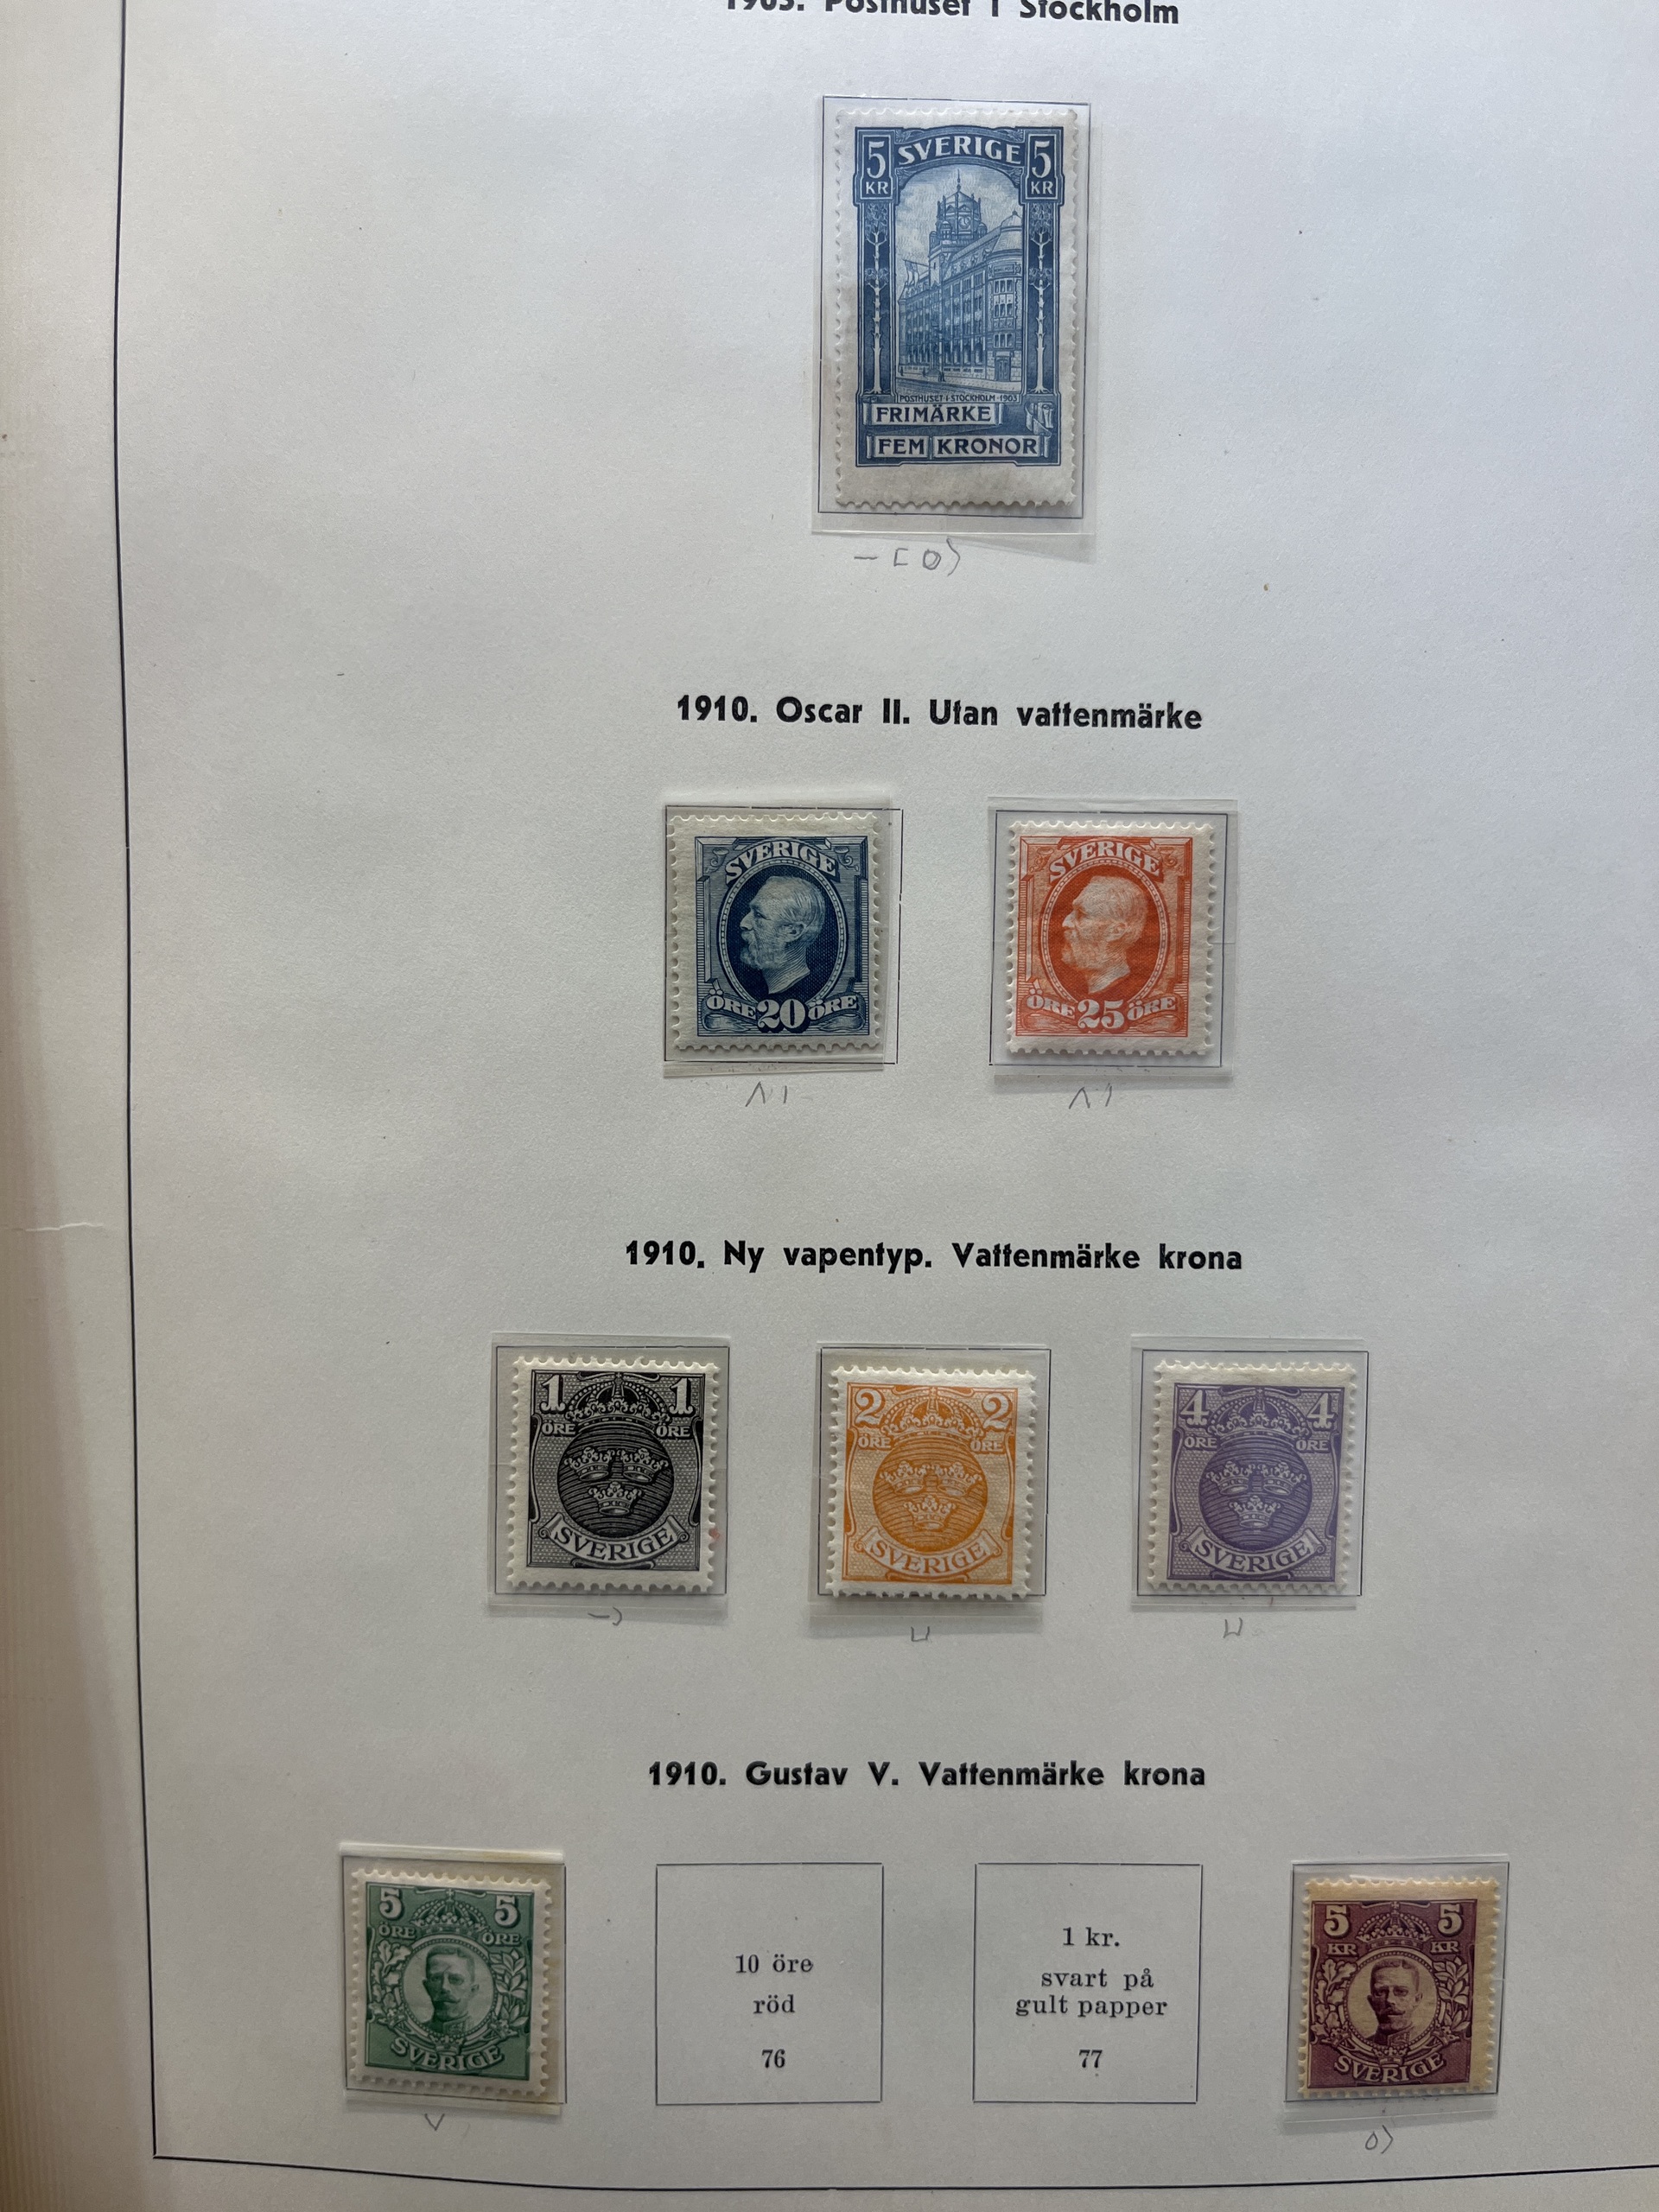 1903. Posthuset i Stockholm
5 SVERIGE 5
KR KR
POSTHUSET·I·STOCKHOLM·1903
FRIMÄRKE
FEM KRONOR
1910. Oscar II. Utan vattenmärke
SVERIGE
ÖRE 20 ÖRE
SVERIGE
ÖRE 25 ÖRE
1910. Ny vapentyp. Vattenmärke krona
1 1
ÖRE ÖRE
SVERIGE
2 2
ÖRE ÖRE
SVERIGE
4 4
ÖRE ÖRE
SVERIGE
1910. Gustav V. Vattenmärke krona
5 5
ÖRE ÖRE
SVERIGE
10 öre
röd
76
1 kr.
svart på
gult papper
77
5 5
KR KR
SVERIGE